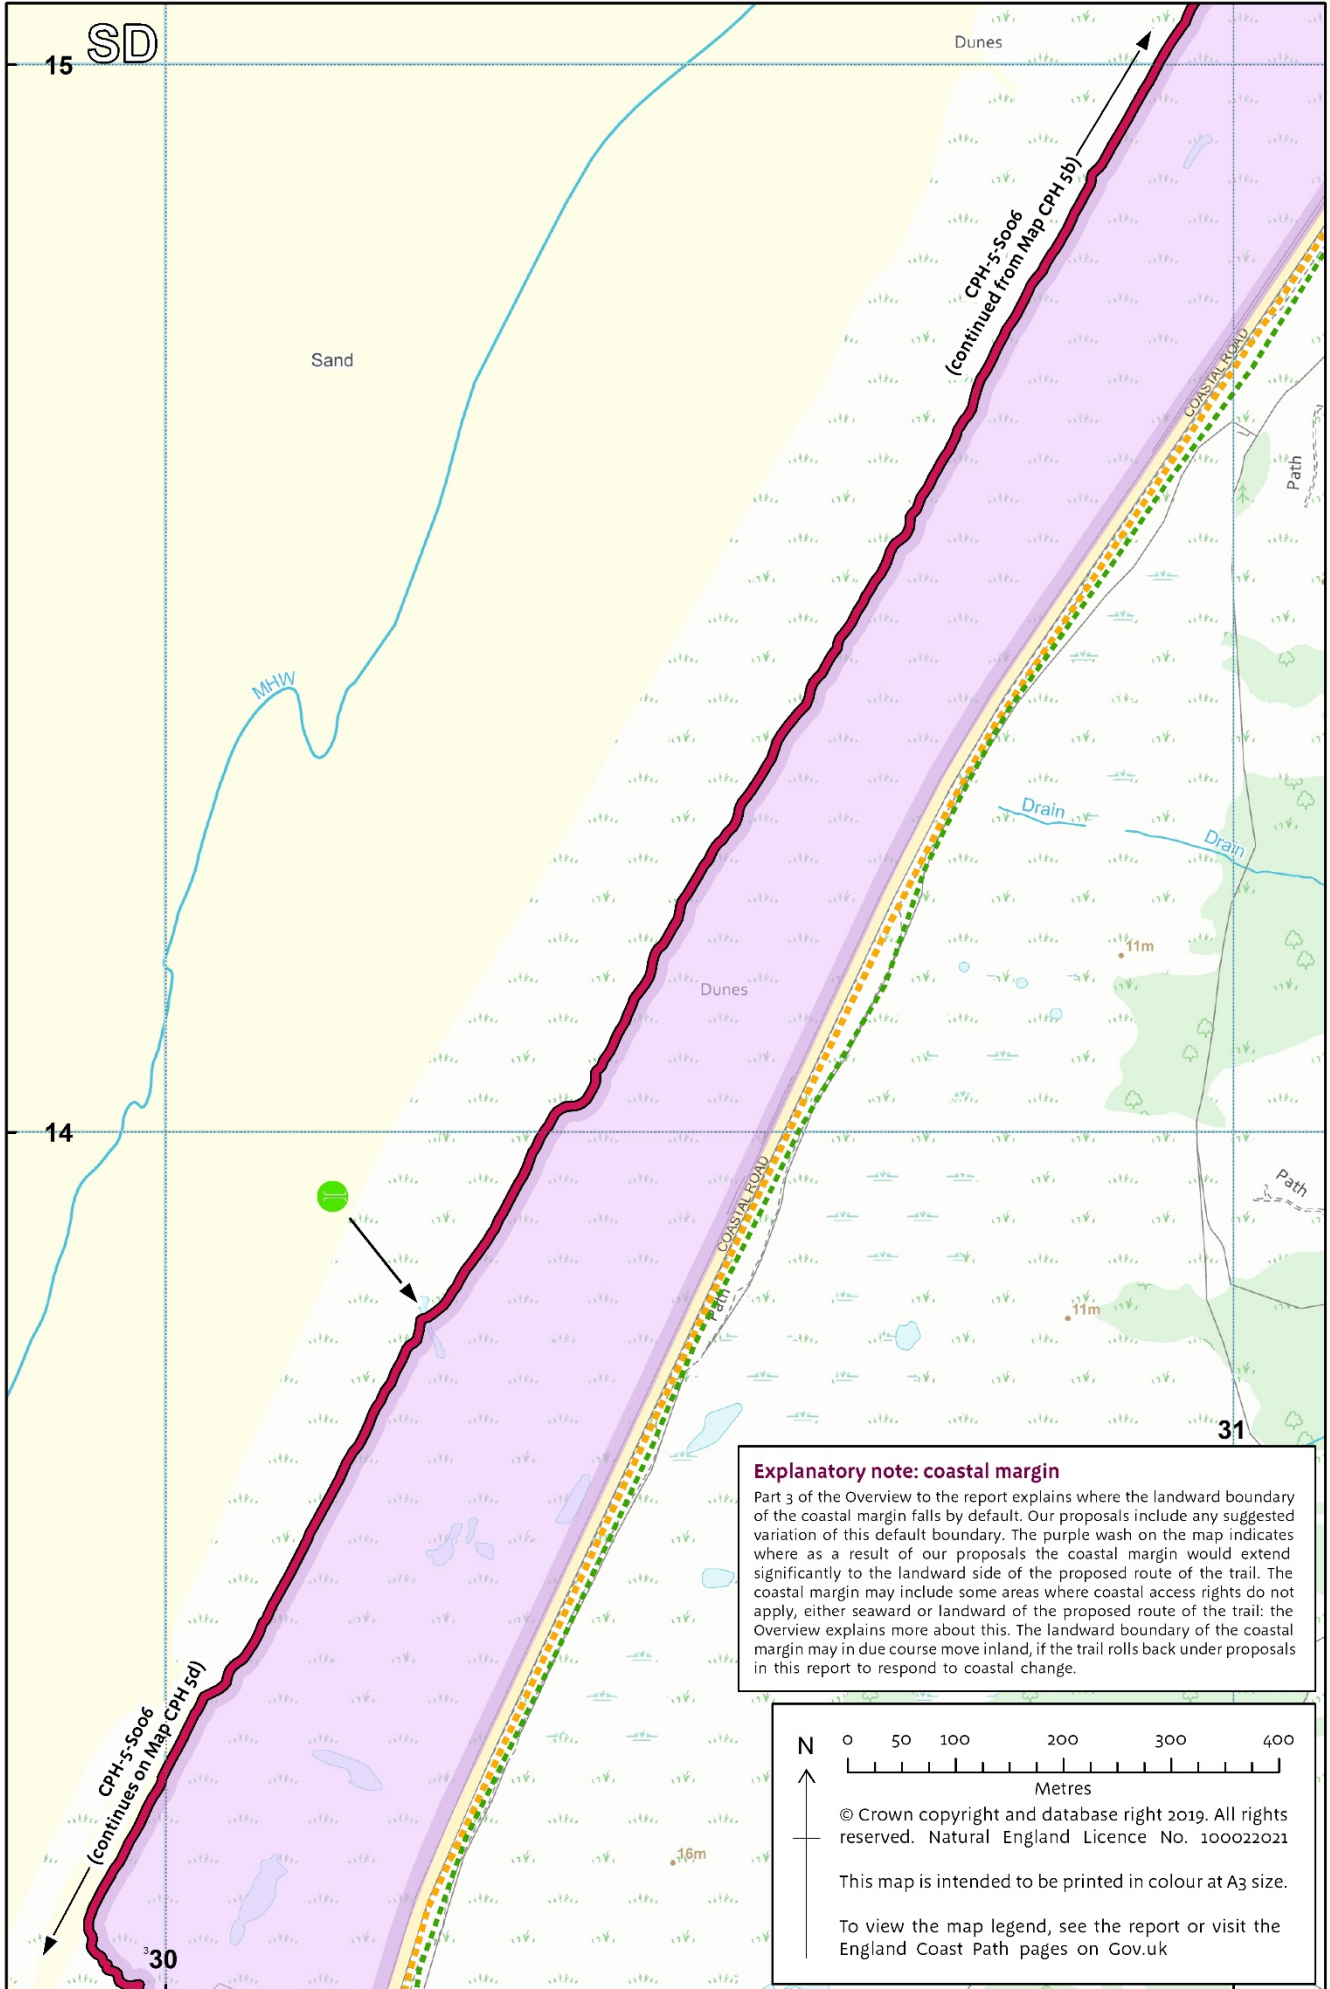 SD
15
Dunes
CPH-5-S006
(continued from Map CPH 5b)
Sand
COASTAL ROAD
Path
MHW
Drain
Drain
11m
Dunes
14
COASTAL ROAD
Path
Path
11m
31
Explanatory note: coastal margin
Part 3 of the Overview to the report explains where the landward boundary
of the coastal margin falls by default. Our proposals include any suggested
variation of this default boundary. The purple wash on the map indicates
where as a result of our proposals the coastal margin would extend
significantly to the landward side of the proposed route of the trail. The
coastal margin may include some areas where coastal access rights do not
apply, either seaward or landward of the proposed route of the trail: the
Overview explains more about this. The landward boundary of the coastal
margin may in due course move inland, if the trail rolls back under proposals
in this report to respond to coastal change.
CPH-5-S006
(continues on Map CPH 5d)
N
0 50 100 200 300 400
Metres
© Crown copyright and database right 2019. All rights
reserved. Natural England Licence No. 100022021
This map is intended to be printed in colour at A3 size.
To view the map legend, see the report or visit the
England Coast Path pages on Gov.uk
16m
³30